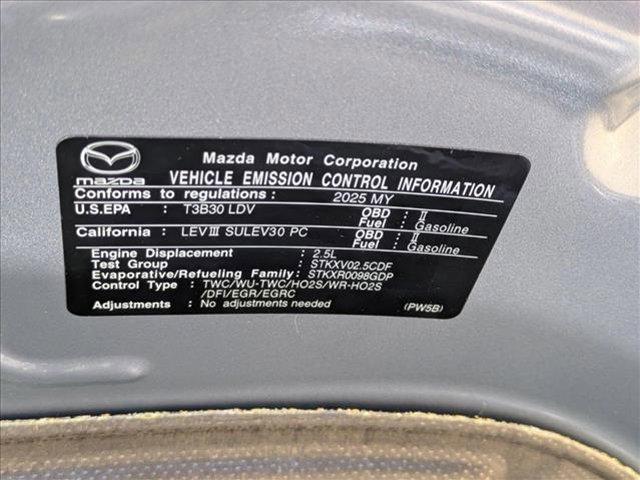 Mazda Motor Corporation
mazda VEHICLE EMISSION CONTROL INFORMATION
Conforms to regulations : 2025 MY
U.S.EPA : T3B30 LDV OBD : II
Fuel : Gasoline
California : LEVIII SULEV30 PC OBD : II
Fuel : Gasoline
Engine Displacement : 2.5L
Test Group : STKXV02.5CDF
Evaporative/Refueling Family: STKXR0098GDP
Control Type : TWC/WU-TWC/HO2S/WR-HO2S
/DFI/EGR/EGRC
Adjustments : No adjustments needed (PW5B)